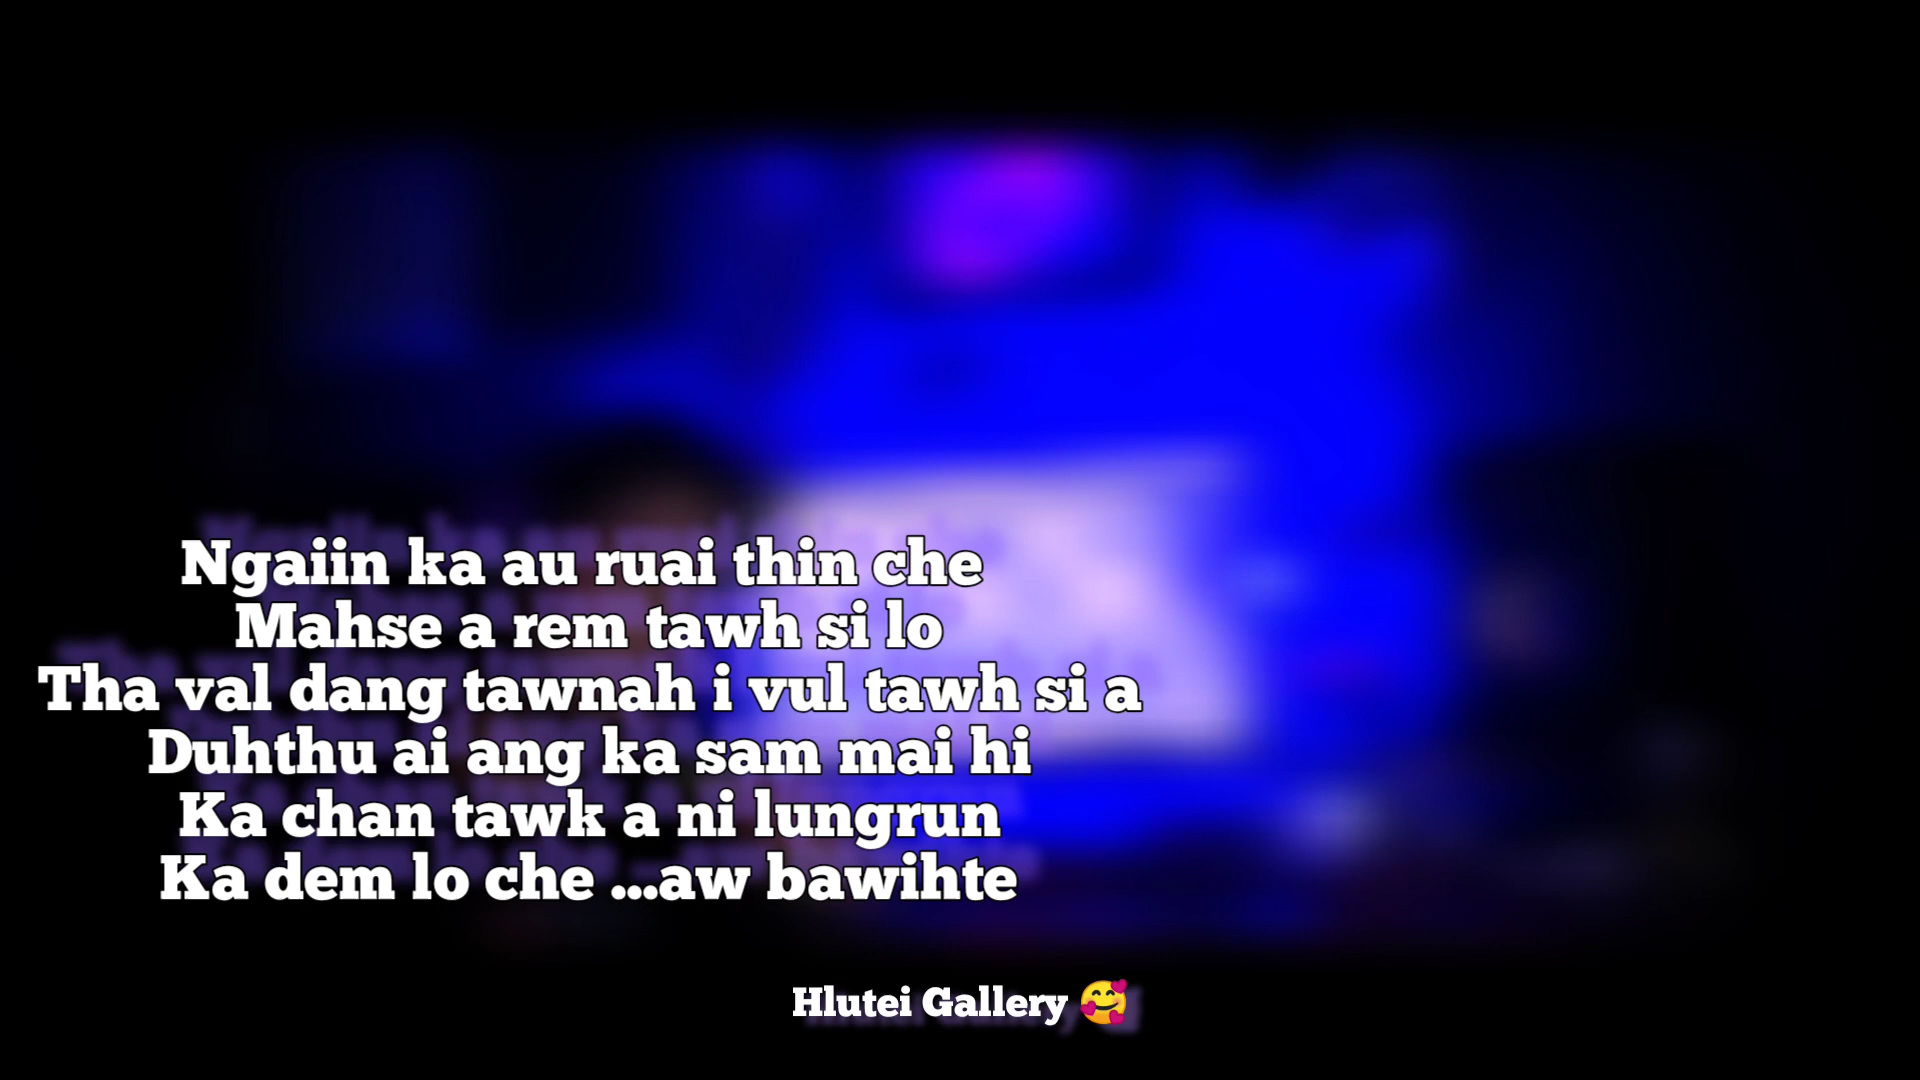 Ngaiin ka au ruai thin che
Mahse a rem tawh si lo
Tha val dang tawnah i vul tawh si a
Duhthu ai ang ka sam mai hi
Ka chan tawk a ni lungrun
Ka dem lo che ...aw bawihte
Hlutei Gallery 🥰